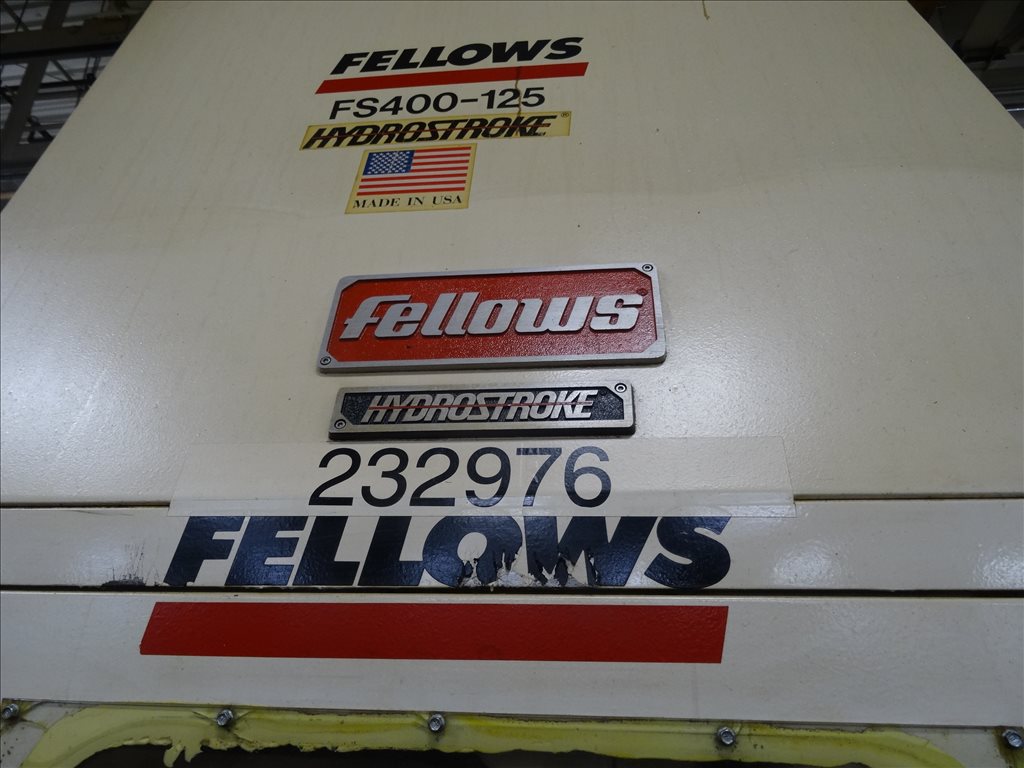 FELLOWS
FS400-125
HYDROSTROKE®
MADE IN USA
Fellows
HYDROSTROKE
232976
FELLOWS